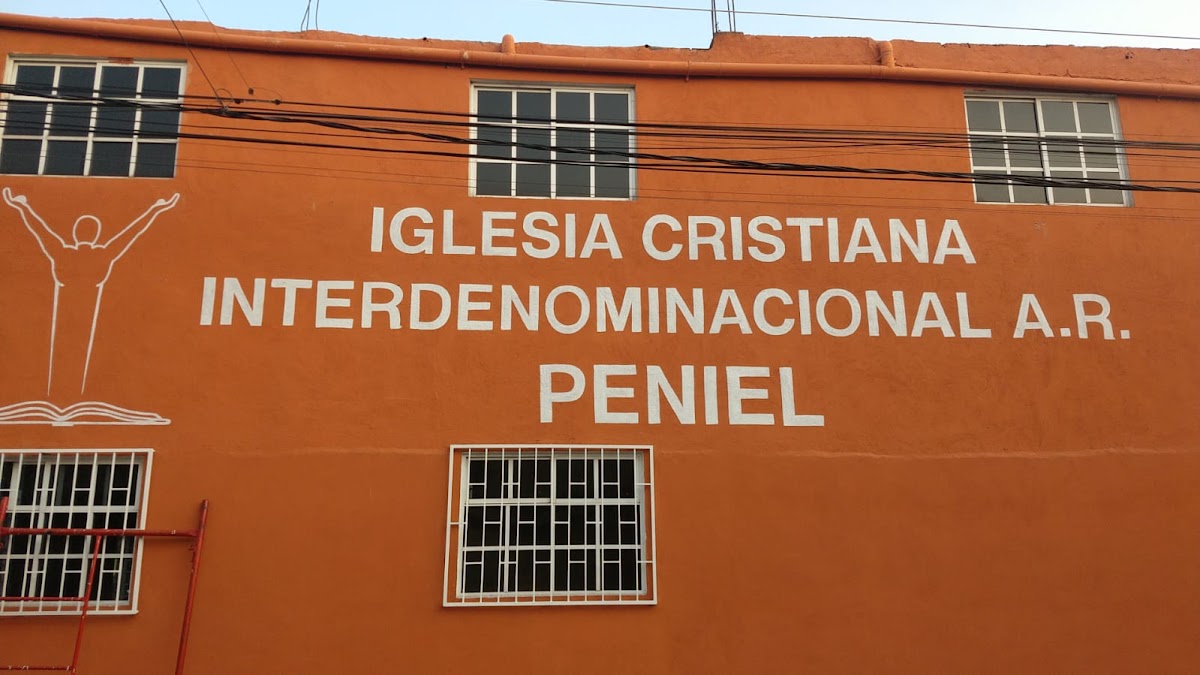 IGLESIA CRISTIANA
INTERDENOMINACIONAL A.R.
PENIEL